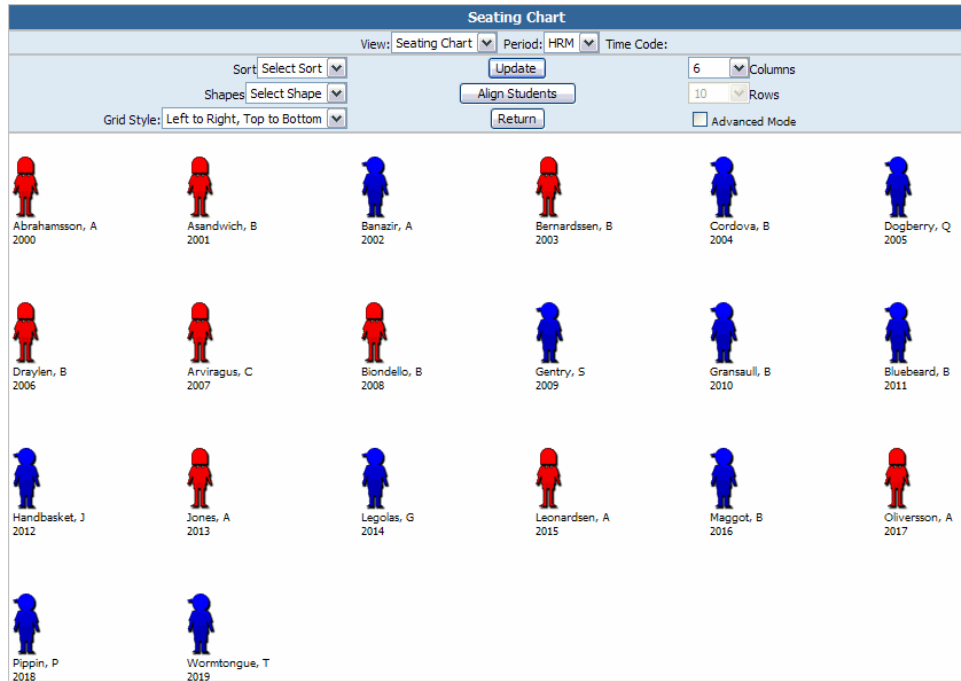 Seating Chart
View: Seating Chart Period: HRM Time Code:
Sort Select Sort Update 6 Columns
Shapes Select Shape Align Students 10 Rows
Grid Style: Left to Right, Top to Bottom Return Advanced Mode
Abrahamsson, A Asandwich, B Banazir, A Bernardssen, B Cordova, B Dogberry, Q
2000 2001 2002 2003 2004 2005
Draylen, B Arviragus, C Biondello, B Gentry, S Gransaull, B Bluebeard, B
2006 2007 2008 2009 2010 2011
Handbasket, J Jones, A Legolas, G Leonardsen, A Maggot, B Oliversson, A
2012 2013 2014 2015 2016 2017
Pippin, P Wormtongue, T
2018 2019